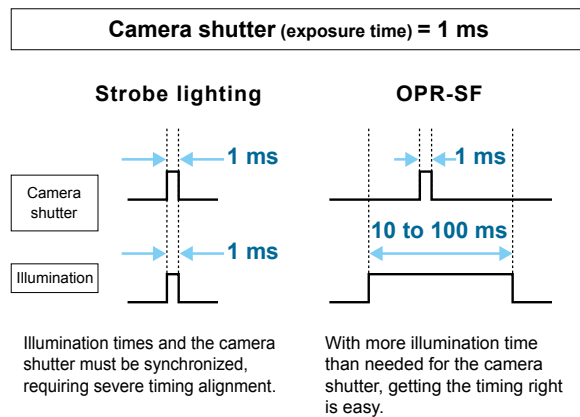 Camera shutter (exposure time) = 1 ms
Strobe lighting
OPR-SF
1 ms
1 ms
Camera
shutter
10 to 100 ms
1 ms
Illumination
Illumination times and the camera
shutter must be synchronized,
requiring severe timing alignment.
With more illumination time
than needed for the camera
shutter, getting the timing right
is easy.